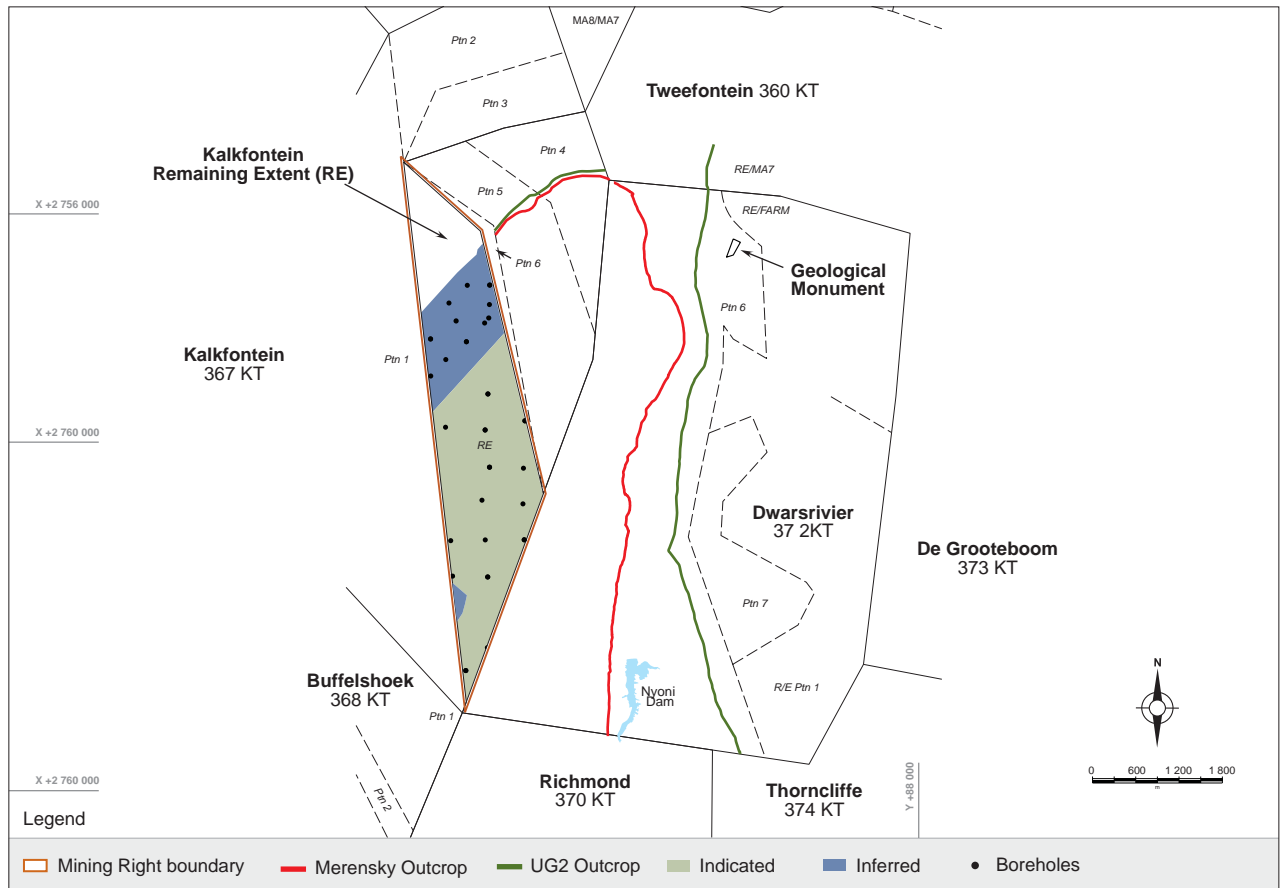 MA8/MA7
Ptn 2
Tweefontein 360 KT
Ptn 3
Kalkfontein
Remaining Extent (RE)
Ptn 4
RE/MA7
Ptn 5
X +2 756 000
RE/FARM
Ptn 6
Geological
Monument
Ptn 6
Kalkfontein
367 KT
Ptn 1
X +2 760 000
RE
Dwarsrivier
37 2KT
De Grooteboom
373 KT
Ptn 7
Buffelshoek
368 KT
Ptn 1
Nyoni
Dam
R/E Ptn 1
N
X +2 760 000
Ptn 2
Richmond
370 KT
Thorncliffe
374 KT
Y +88 000
0 600 1 200 1 800
m
Legend
Mining Right boundary Merensky Outcrop UG2 Outcrop Indicated Inferred Boreholes